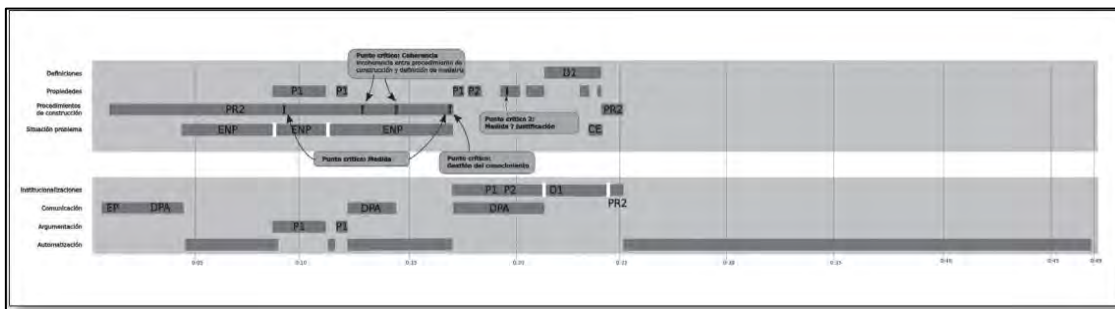 Punto crítico: Coherencia
Incoherencia entre procedimiento de
construcción y definición de mediatriz
Definiciones
D1
Propiedades
P1 P1 P1 P2
Procedimientos
de construcción
PR2 PR2
Punto crítico 2:
Medida ? Justificación
Situación problema
ENP ENP ENP CE
Punto crítico: Medida
Punto crítico:
Gestión del conocimiento
Institucionalizaciones
P1 P2 D1
PR2
Comunicación
EP DPA DPA DPA
Argumentación
P1 P1
Automatización